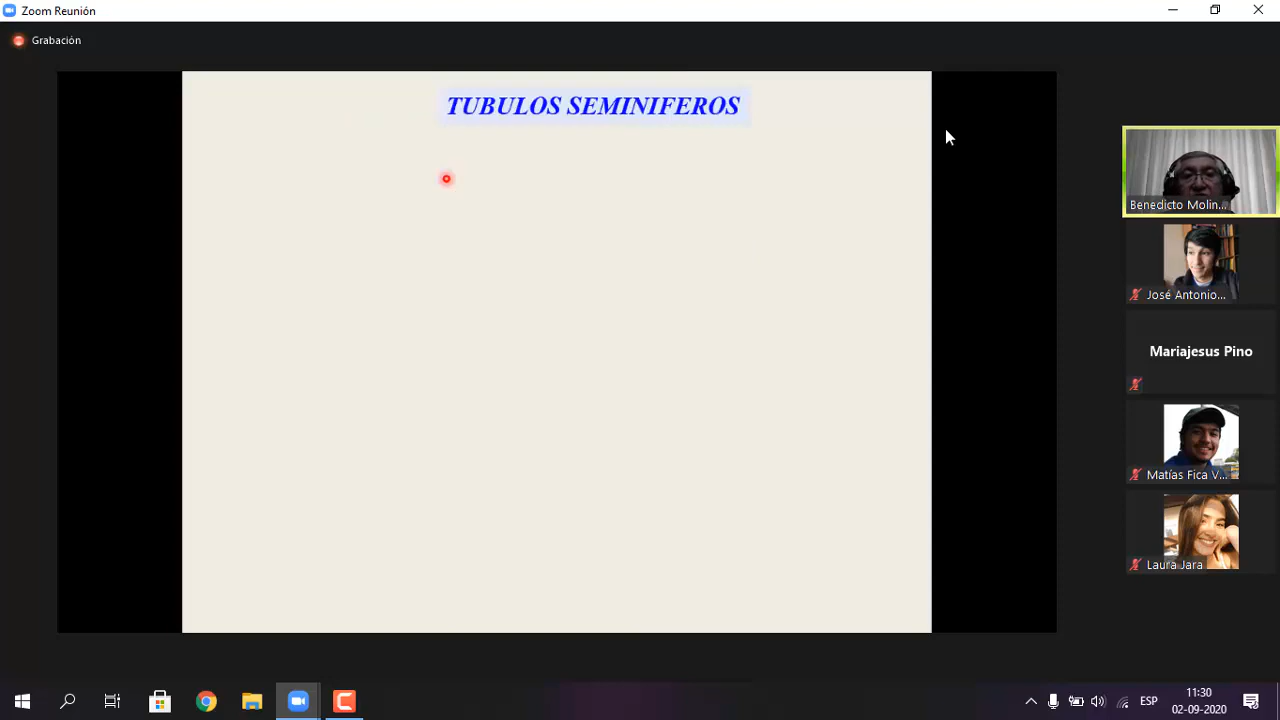 Zoom Reunión
Grabación
TUBULOS SEMINIFEROS
Benedicto Molin...
José Antonio...
Mariajesus Pino
Matías Fica V...
Laura Jara
ESP
11:30
02-09-2020